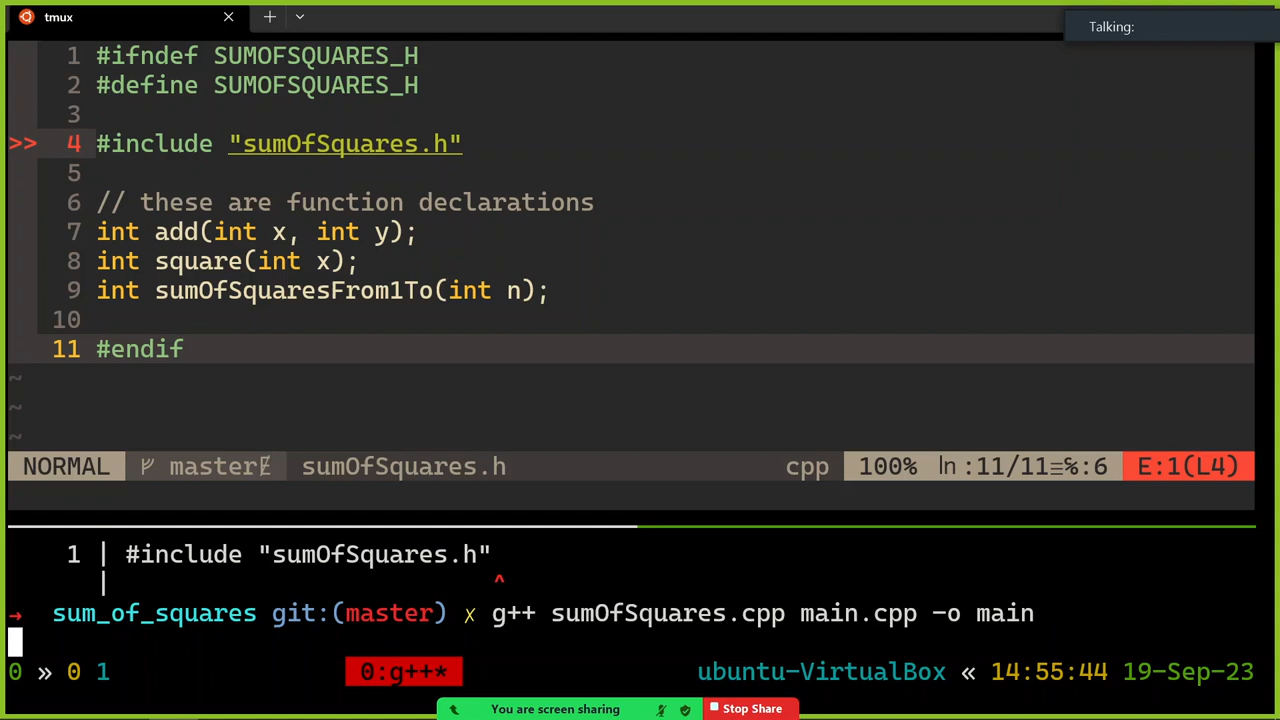 tmux
Talking:
1 #ifndef SUMOFSQUARES_H
2 #define SUMOFSQUARES_H
3
>> 4 #include "sumOfSquares.h"
5
6 // these are function declarations
7 int add(int x, int y);
8 int square(int x);
9 int sumOfSquaresFrom1To(int n);
10
11 #endif
~
~
~
NORMAL master sumOfSquares.h cpp 100% ln :11/11≡%:6 E:1(L4)
1 | #include "sumOfSquares.h"
| ^
→ sum_of_squares git:(master) ✗ g++ sumOfSquares.cpp main.cpp -o main
0 » 0 1 0:g++* ubuntu-VirtualBox « 14:55:44 19-Sep-23
You are screen sharing Stop Share